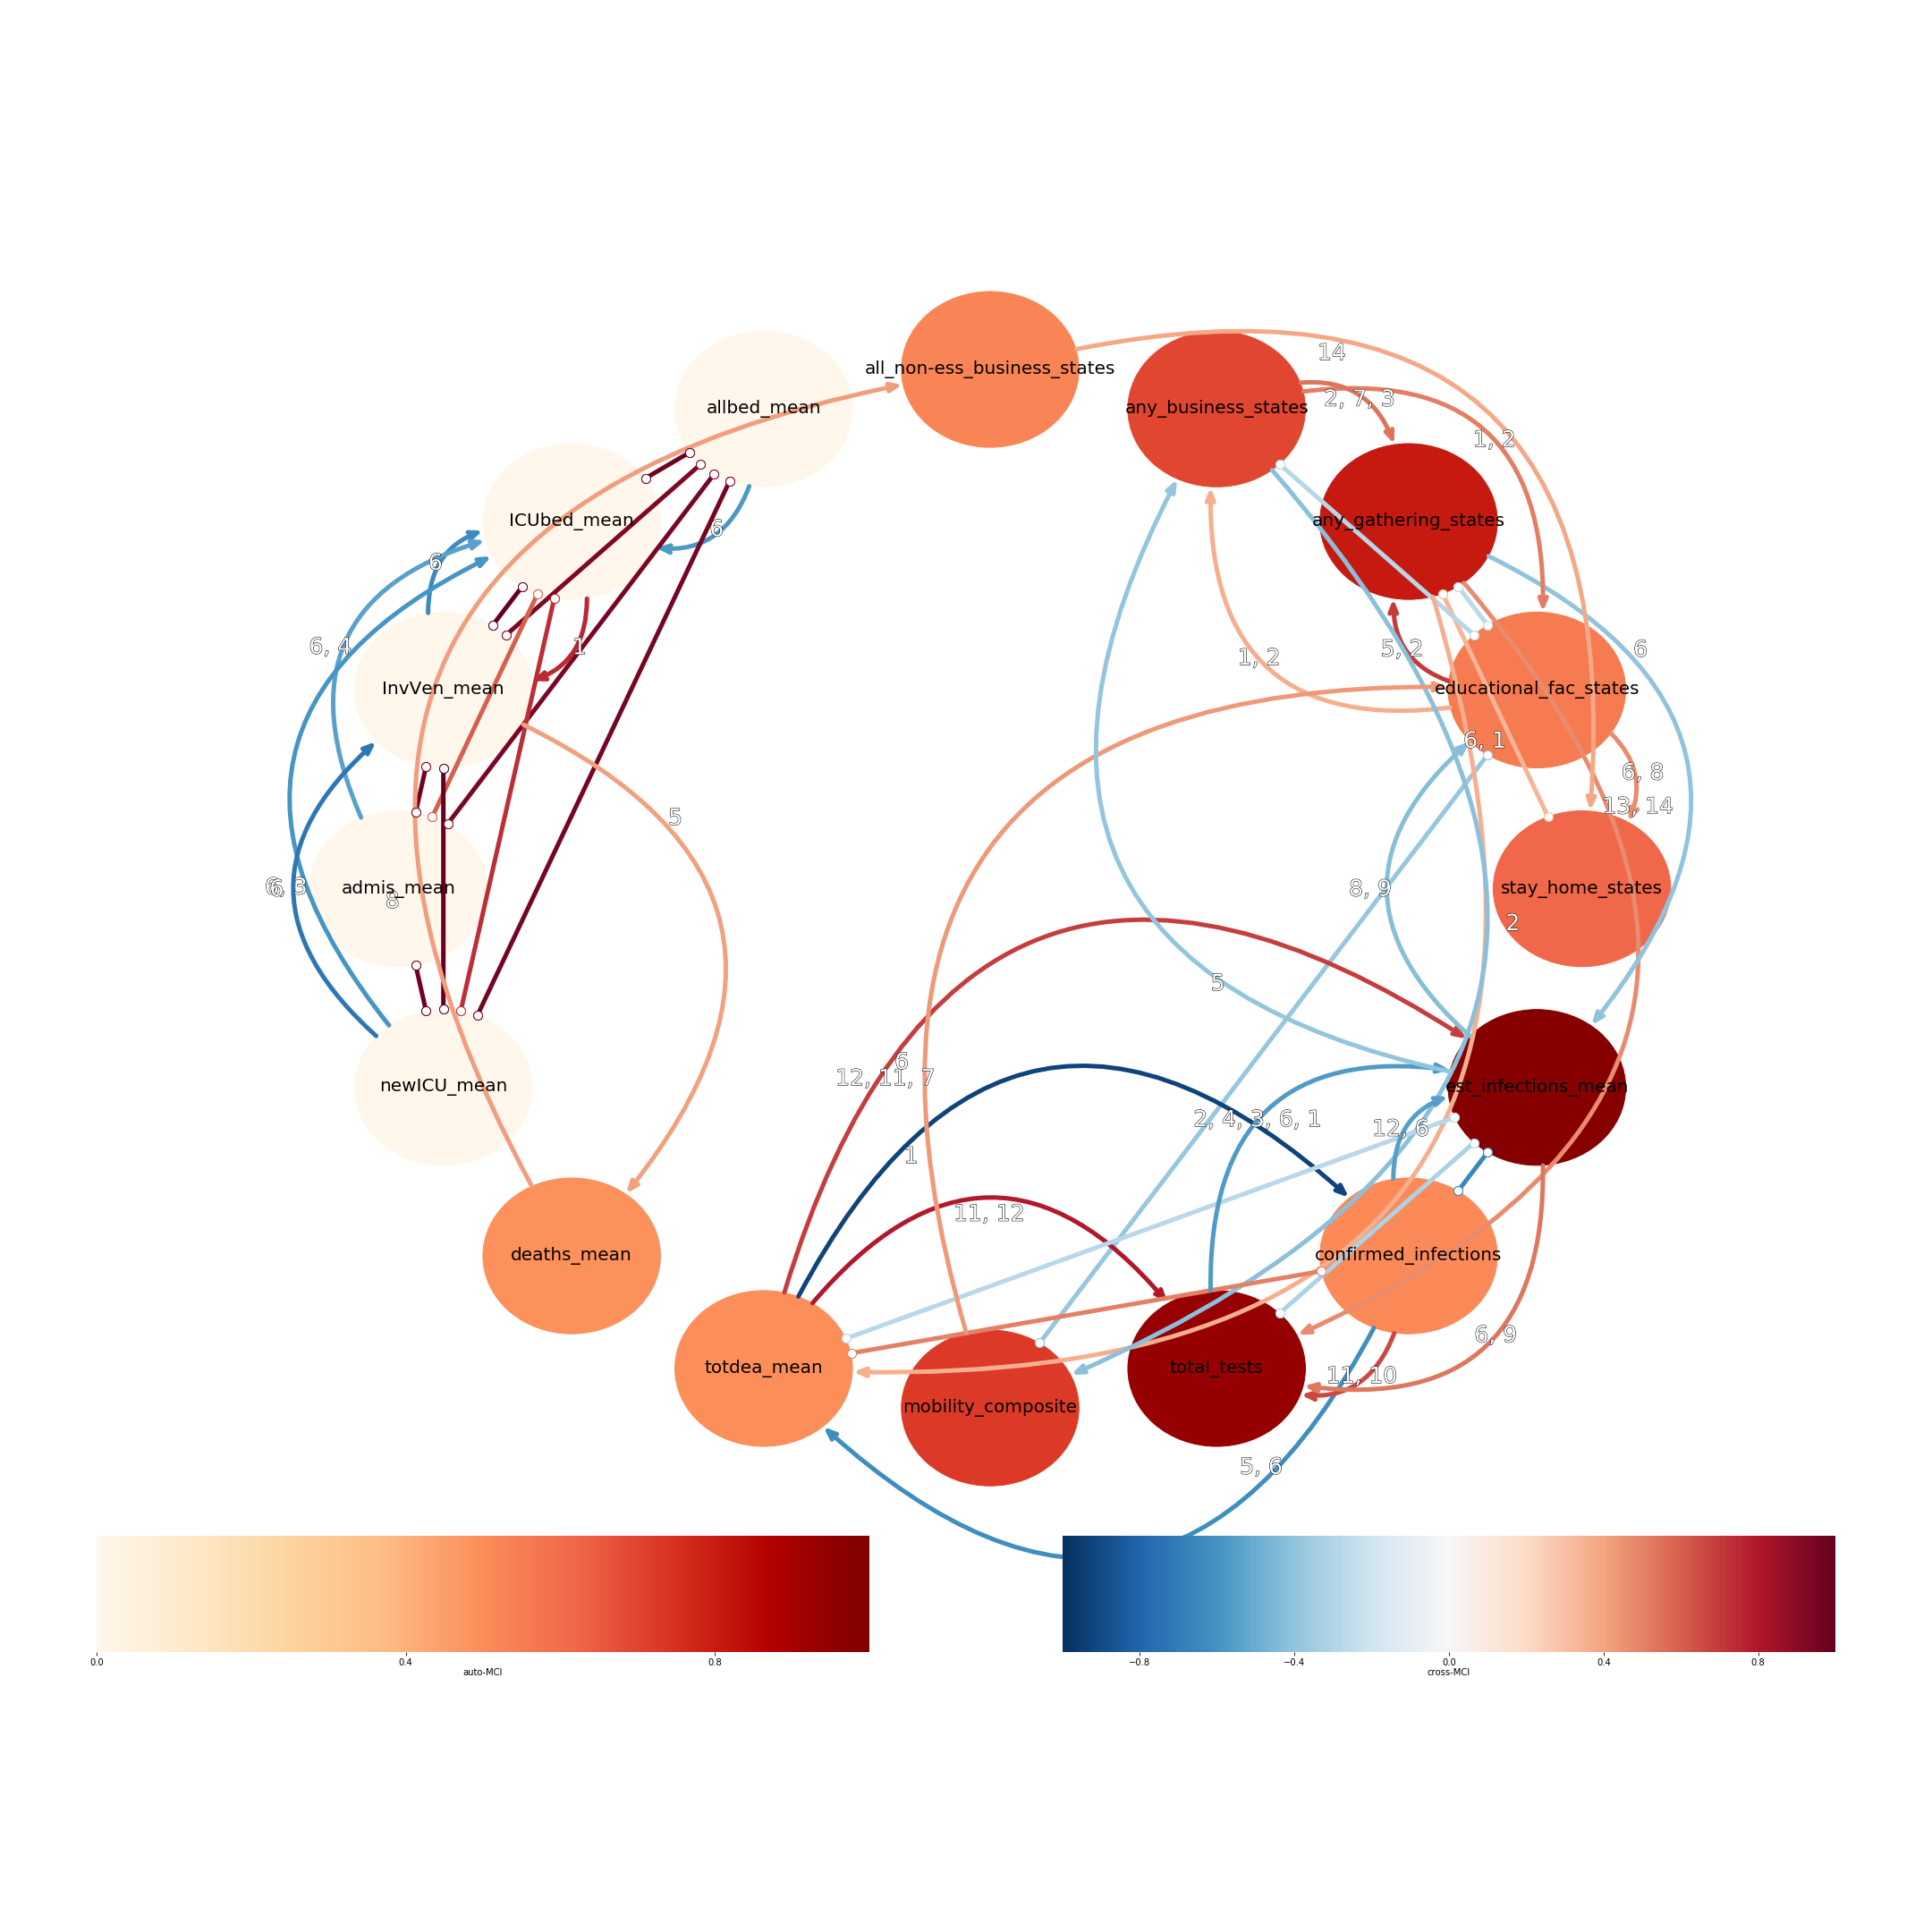 all_non-ess_business_states
14
allbed_mean
any_business_states
2, 7, 3
1, 2
ICUbed_mean
6
any_gathering_states
6
6, 4
1
1, 2
5, 2
6
InvVen_mean
educational_fac_states
6, 1
6, 8
5
13, 14
admis_mean
8
8, 9
stay_home_states
2
5
6
12, 11, 7
newICU_mean
est_infections_mean
2, 4, 3, 6, 1
12, 6
1
11, 12
deaths_mean
confirmed_infections
6, 9
totdea_mean
total_tests
11, 10
mobility_composite
5, 6
0.0
0.4
0.8
auto-MCI
−0.8
−0.4
0.0
0.4
0.8
cross-MCI